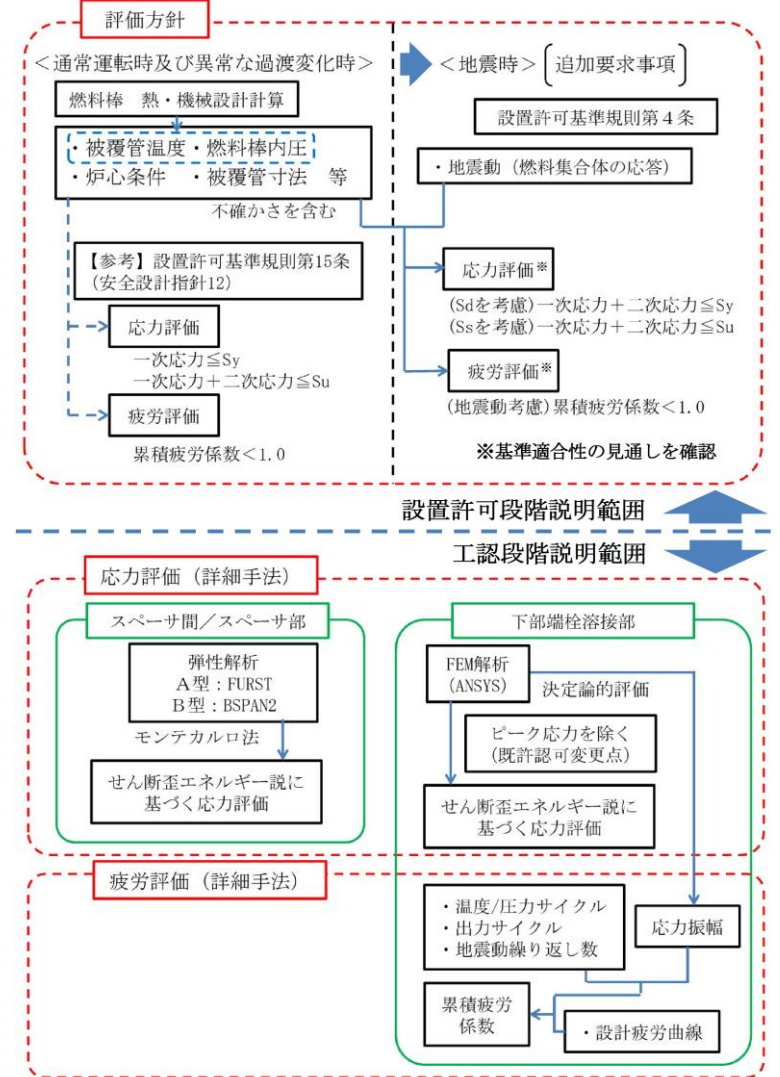 評価方針
＜通常運転時及び異常な過渡変化時＞
燃料棒　熱・機械設計計算
・被覆管温度・燃料棒内圧
・炉心条件　・被覆管寸法　等
不確かさを含む
【参考】設置許可基準規則第15条
(安全設計指針12)
応力評価
一次応力≦Sy
一次応力＋二次応力≦Su
疲労評価
累積疲労係数＜1.0
＜地震時＞
追加要求事項
設置許可基準規則第４条
・地震動（燃料集合体の応答）
応力評価※
(Sdを考慮)一次応力＋二次応力≦Sy
(Ssを考慮)一次応力＋二次応力≦Su
疲労評価※
(地震動考慮)累積疲労係数＜1.0
※基準適合性の見通しを確認
設置許可段階説明範囲
工認段階説明範囲
応力評価（詳細手法）
スペーサ間／スペーサ部
弾性解析
Ａ型：FURST
Ｂ型：BSPAN2
モンテカルロ法
せん断歪エネルギー説に
基づく応力評価
下部端栓溶接部
FEM解析
(ANSYS)
決定論的評価
ピーク応力を除く
(既許認可変更点)
せん断歪エネルギー説に
基づく応力評価
疲労評価（詳細手法）
・温度/圧力サイクル
・出力サイクル
・地震動繰り返し数
応力振幅
累積疲労
係数
・設計疲労曲線